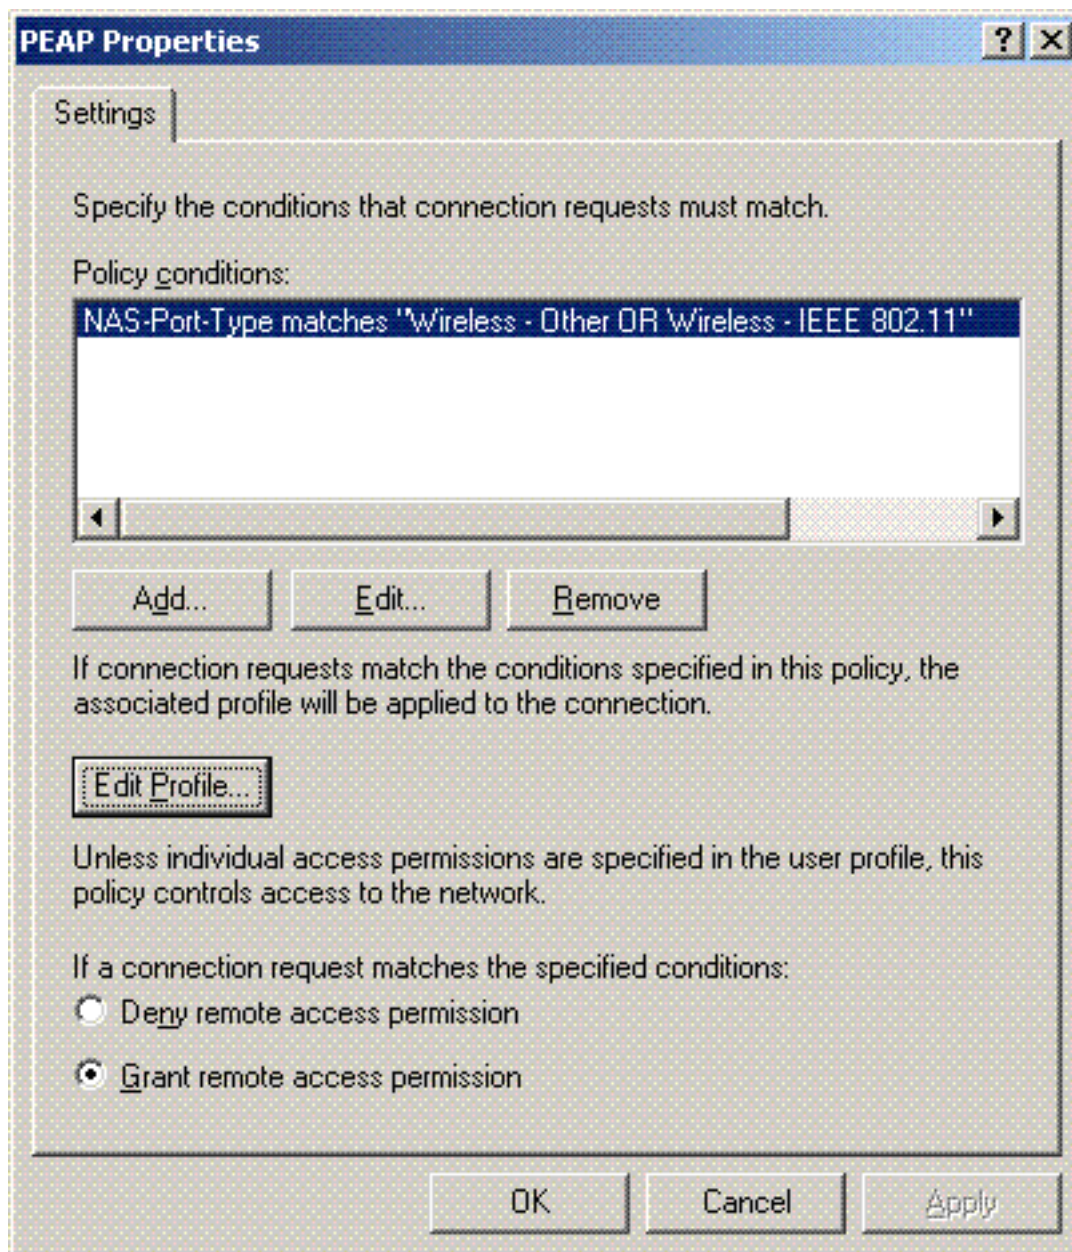 PEAP Properties
Settings
Specify the conditions that connection requests must match.
Policy conditions:
NAS-Port-Type matches "Wireless - Other OR Wireless - IEEE 802.11"
Add... Edit... Remove
If connection requests match the conditions specified in this policy, the
associated profile will be applied to the connection.
Edit Profile...
Unless individual access permissions are specified in the user profile, this
policy controls access to the network.
If a connection request matches the specified conditions:
Deny remote access permission
Grant remote access permission
OK Cancel Apply